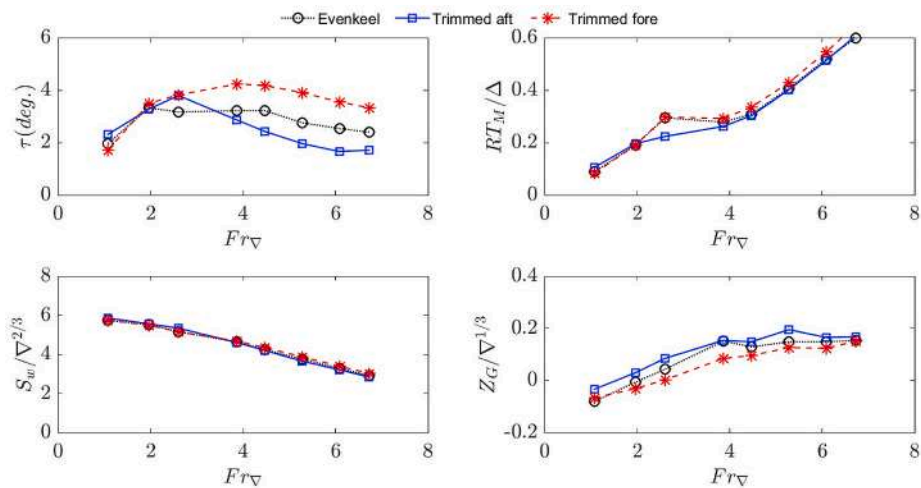 Evenkeel Trimmed aft Trimmed fore
6
4
2
0
τ(deg.)
0 2 4 6 8
Fr∇
0.6
0.4
0.2
0
RT_M/Δ
0 2 4 6 8
Fr∇
8
6
4
2
0
S_w/∇^{2/3}
0 2 4 6 8
Fr∇
0.4
0.2
0
-0.2
Z_G/∇^{1/3}
0 2 4 6 8
Fr∇